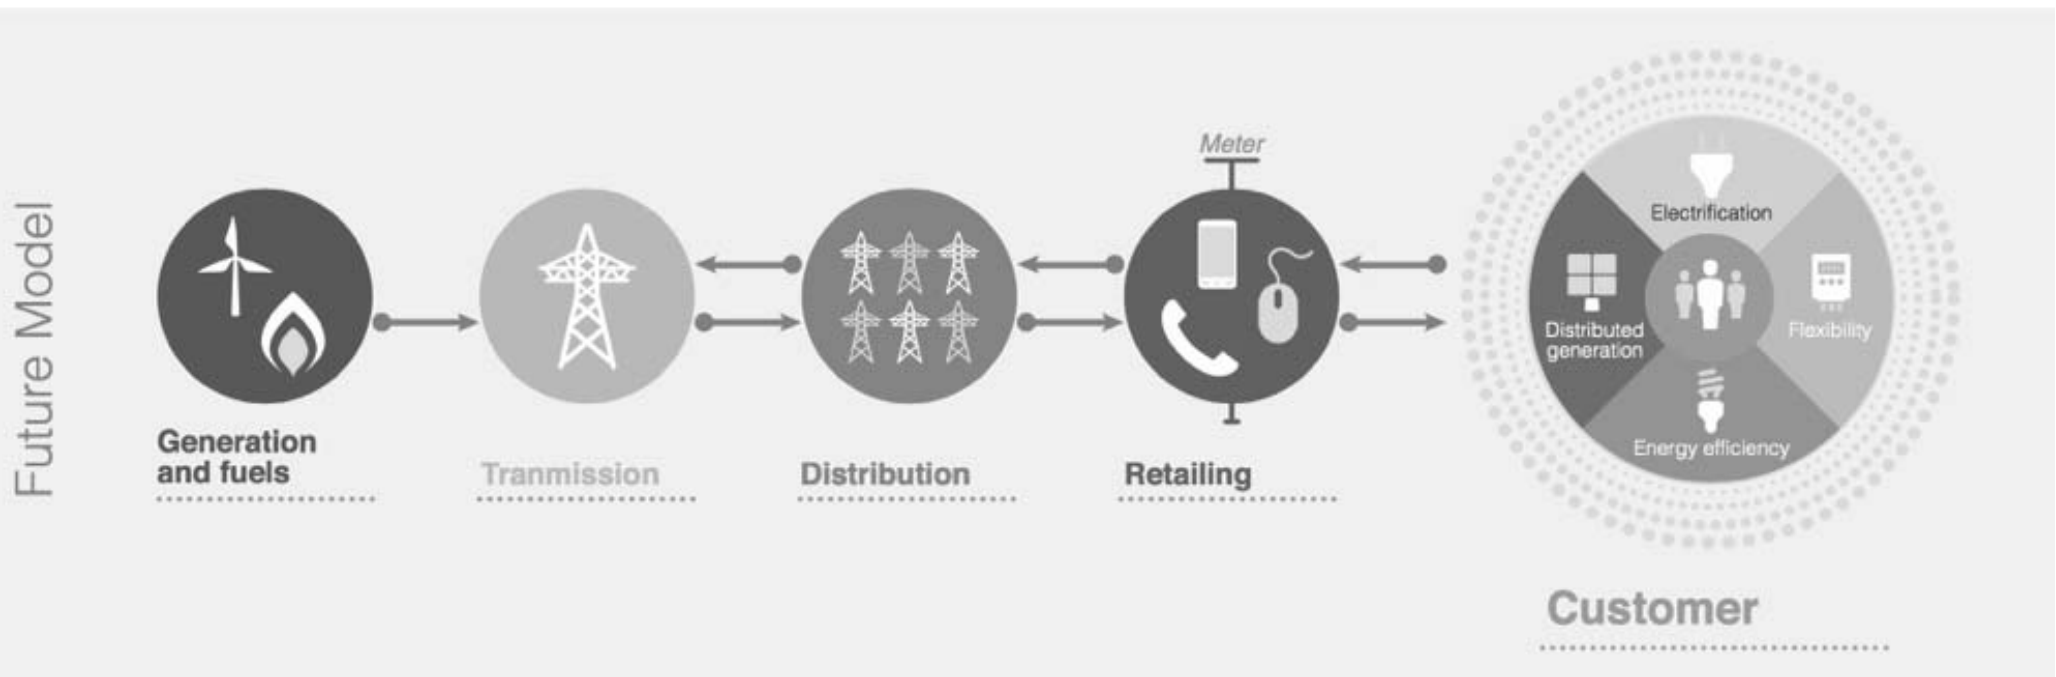 Future Model
Generation
and fuels
Tranmission
Distribution
Meter
Retailing
Electrification
Distributed
generation
Flexibility
Energy efficiency
Customer